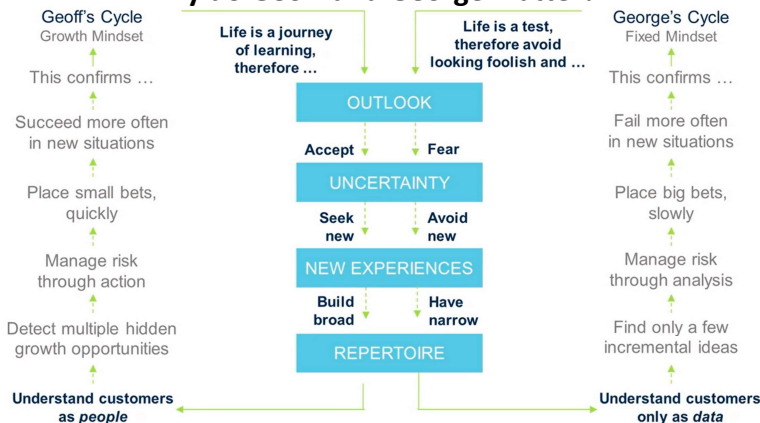 Geoff's Cycle
Growth Mindset
This confirms …
Succeed more often
in new situations
Place small bets,
quickly
Manage risk
through action
Detect multiple hidden
growth opportunities
Understand customers
as people
Life is a journey
of learning,
therefore …
Life is a test,
therefore avoid
looking foolish and …
OUTLOOK
Accept
Fear
UNCERTAINTY
Seek
new
Avoid
new
NEW EXPERIENCES
Build
broad
Have
narrow
REPERTOIRE
George's Cycle
Fixed Mindset
This confirms …
Fail more often
in new situations
Place big bets,
slowly
Manage risk
through analysis
Find only a few
incremental ideas
Understand customers
only as data